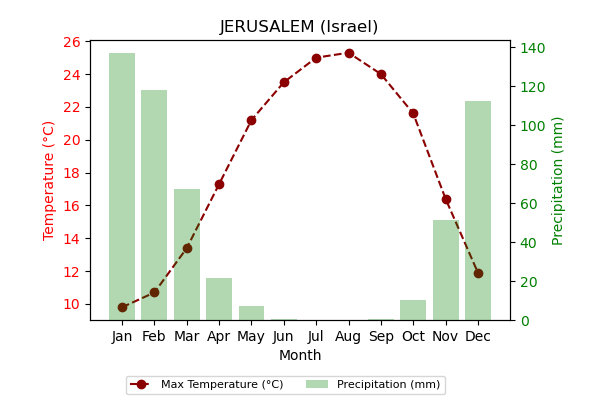 JERUSALEM (Israel)
26
24
22
20
18
16
14
12
10
Temperature (°C)
140
120
100
80
60
40
20
0
Precipitation (mm)
Jan Feb Mar Apr May Jun Jul Aug Sep Oct Nov Dec
Month
Max Temperature (°C) Precipitation (mm)